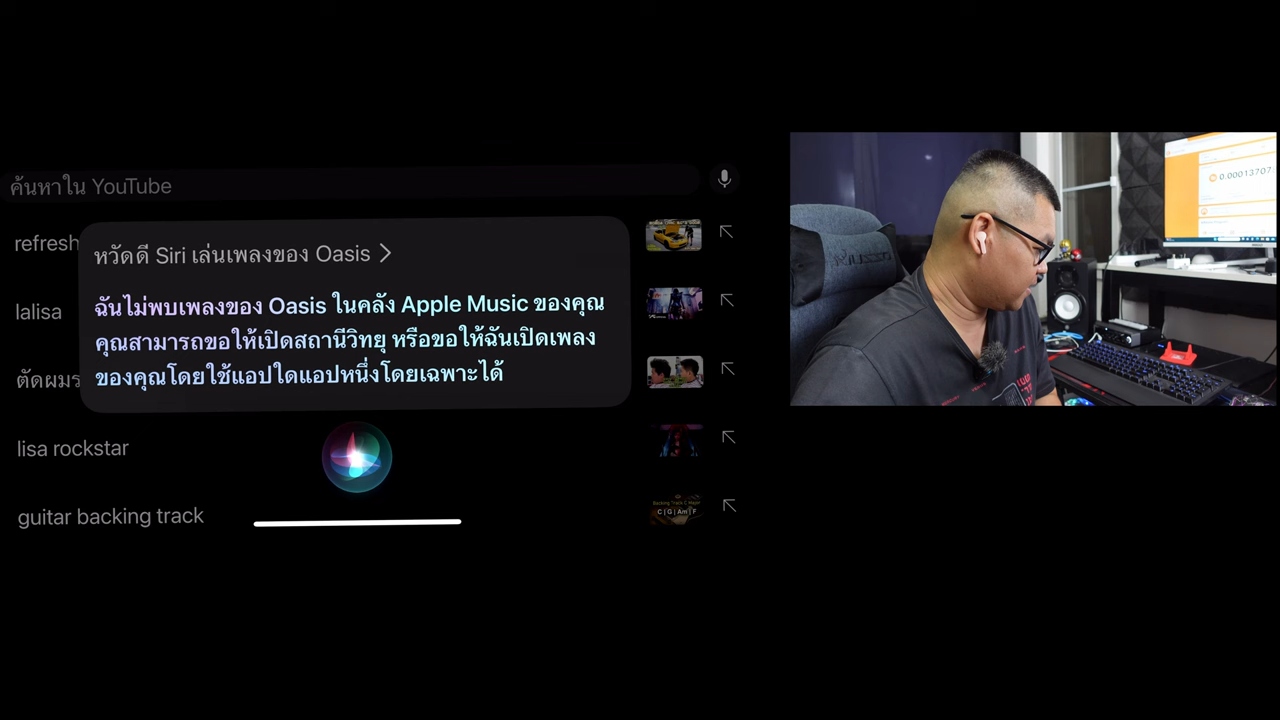 ค้นหาใน YouTube
refresh
หวัดดี Siri เล่นเพลงของ Oasis
ฉันไม่พบเพลงของ Oasis ในคลัง Apple Music ของคุณ
คุณสามารถขอให้เปิดสถานีวิทยุ หรือขอให้ฉันเปิดเพลง
ของคุณโดยใช้แอปใดแอปหนึ่งโดยเฉพาะได้
lalisa
ตัดผมร
lisa rockstar
guitar backing track
Backing Track C Major
C | G | Am | F
0.00013707